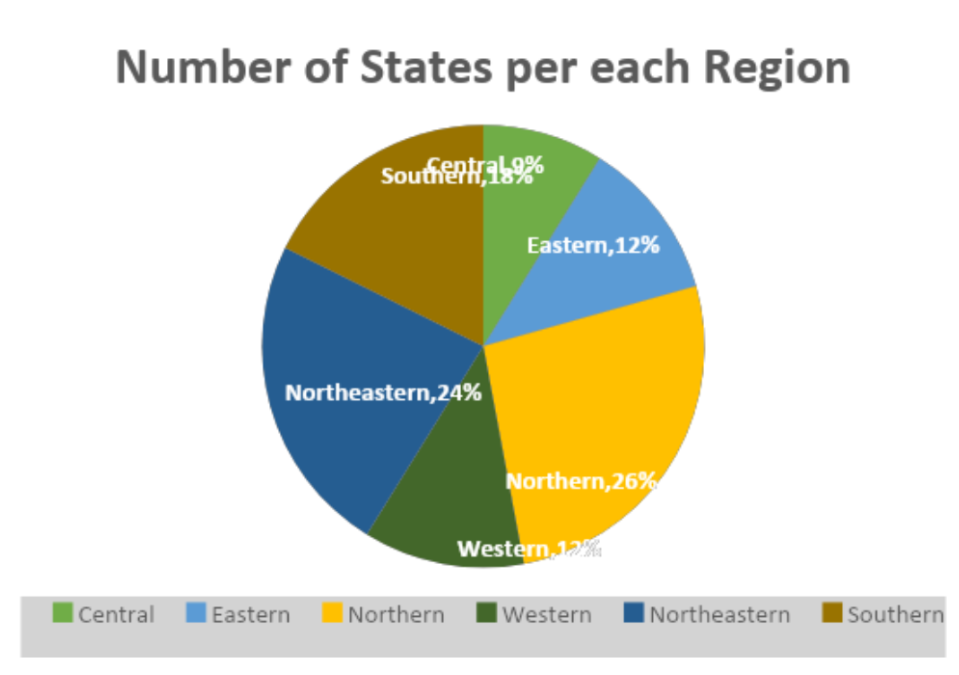 Number of States per each Region
Central,9%
Southern,18%
Eastern,12%
Northeastern,24%
Northern,26%
Western,12%
Central Eastern Northern Western Northeastern Southern